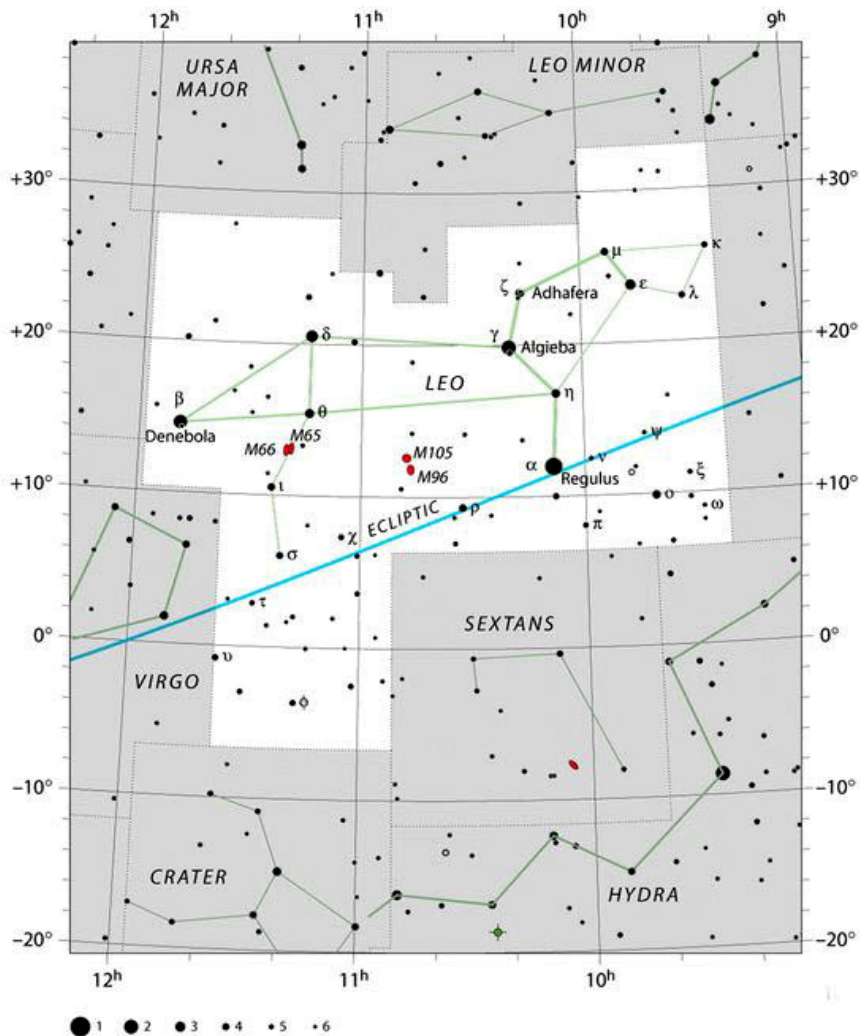 12h 11h 10h 9h
URSA
MAJOR
LEO MINOR
+30° +30°
μ κ
ζ Adhafera ε λ
+20° +20°
δ γ Algieba
β LEO η
Denebola θ
M66 M65 M105 ψ
M96 ν
+10° α Regulus ξ +10°
ι ο ω
ECLIPTIC ρ π
χ
σ
τ SEXTANS
0° 0°
υ
VIRGO
φ
−10° −10°
CRATER HYDRA
−20° −20°
12h 11h 10h
1 2 3 4 5 6